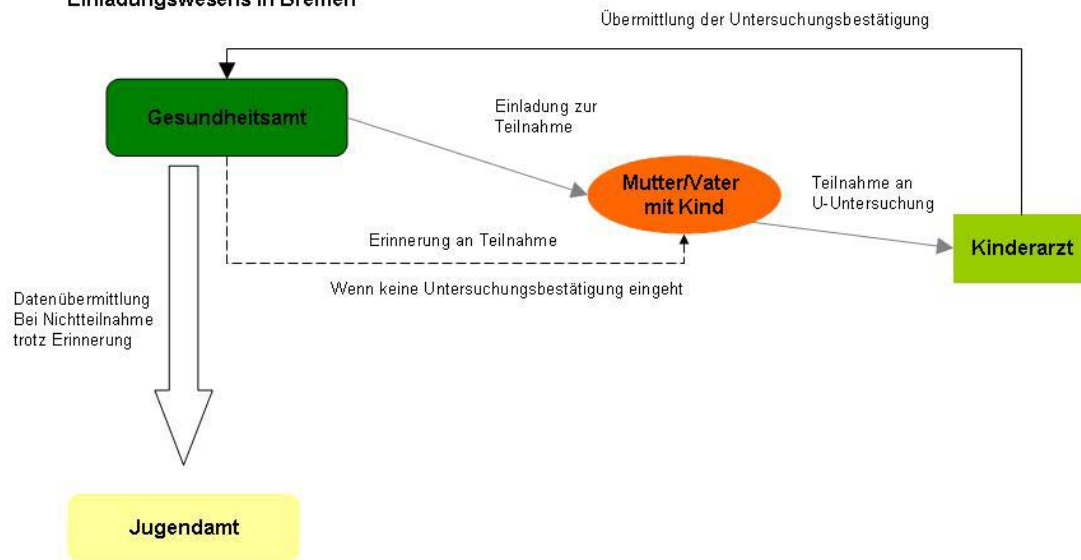 Einladungswesens in Bremen
Übermittlung der Untersuchungsbestätigung
Gesundheitsamt
Einladung zur
Teilnahme
Mutter/Vater
mit Kind
Teilnahme an
U-Untersuchung
Kinderarzt
Erinnerung an Teilnahme
Wenn keine Untersuchungsbestätigung eingeht
Datenübermittlung
Bei Nichtteilnahme
trotz Erinnerung
Jugendamt